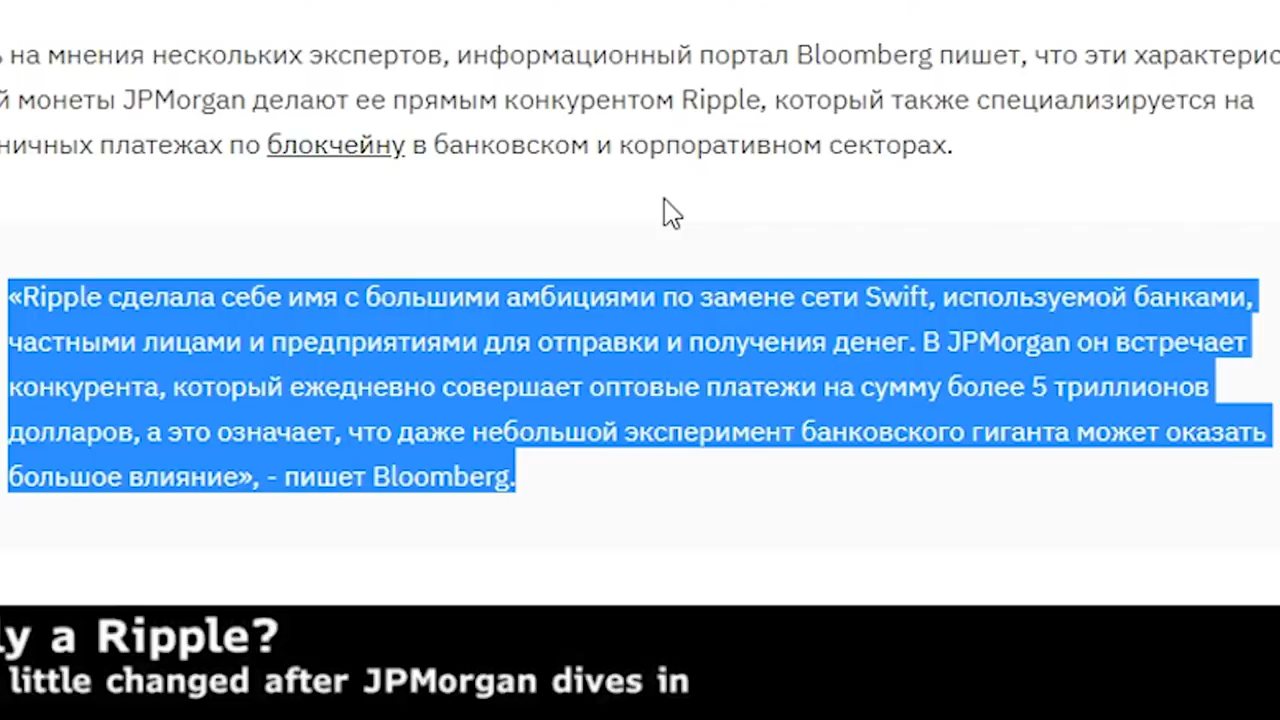 на мнения нескольких экспертов, информационный портал Bloomberg пишет, что эти характерис
й монеты JPMorgan делают ее прямым конкурентом Ripple, который также специализируется на
ничных платежах по блокчейну в банковском и корпоративном секторах.
«Ripple сделала себе имя с большими амбициями по замене сети Swift, используемой банками,
частными лицами и предприятиями для отправки и получения денег. В JPMorgan он встречает
конкурента, который ежедневно совершает оптовые платежи на сумму более 5 триллионов
долларов, а это означает, что даже небольшой эксперимент банковского гиганта может оказать
большое влияние», - пишет Bloomberg.
ly a Ripple?
little changed after JPMorgan dives in